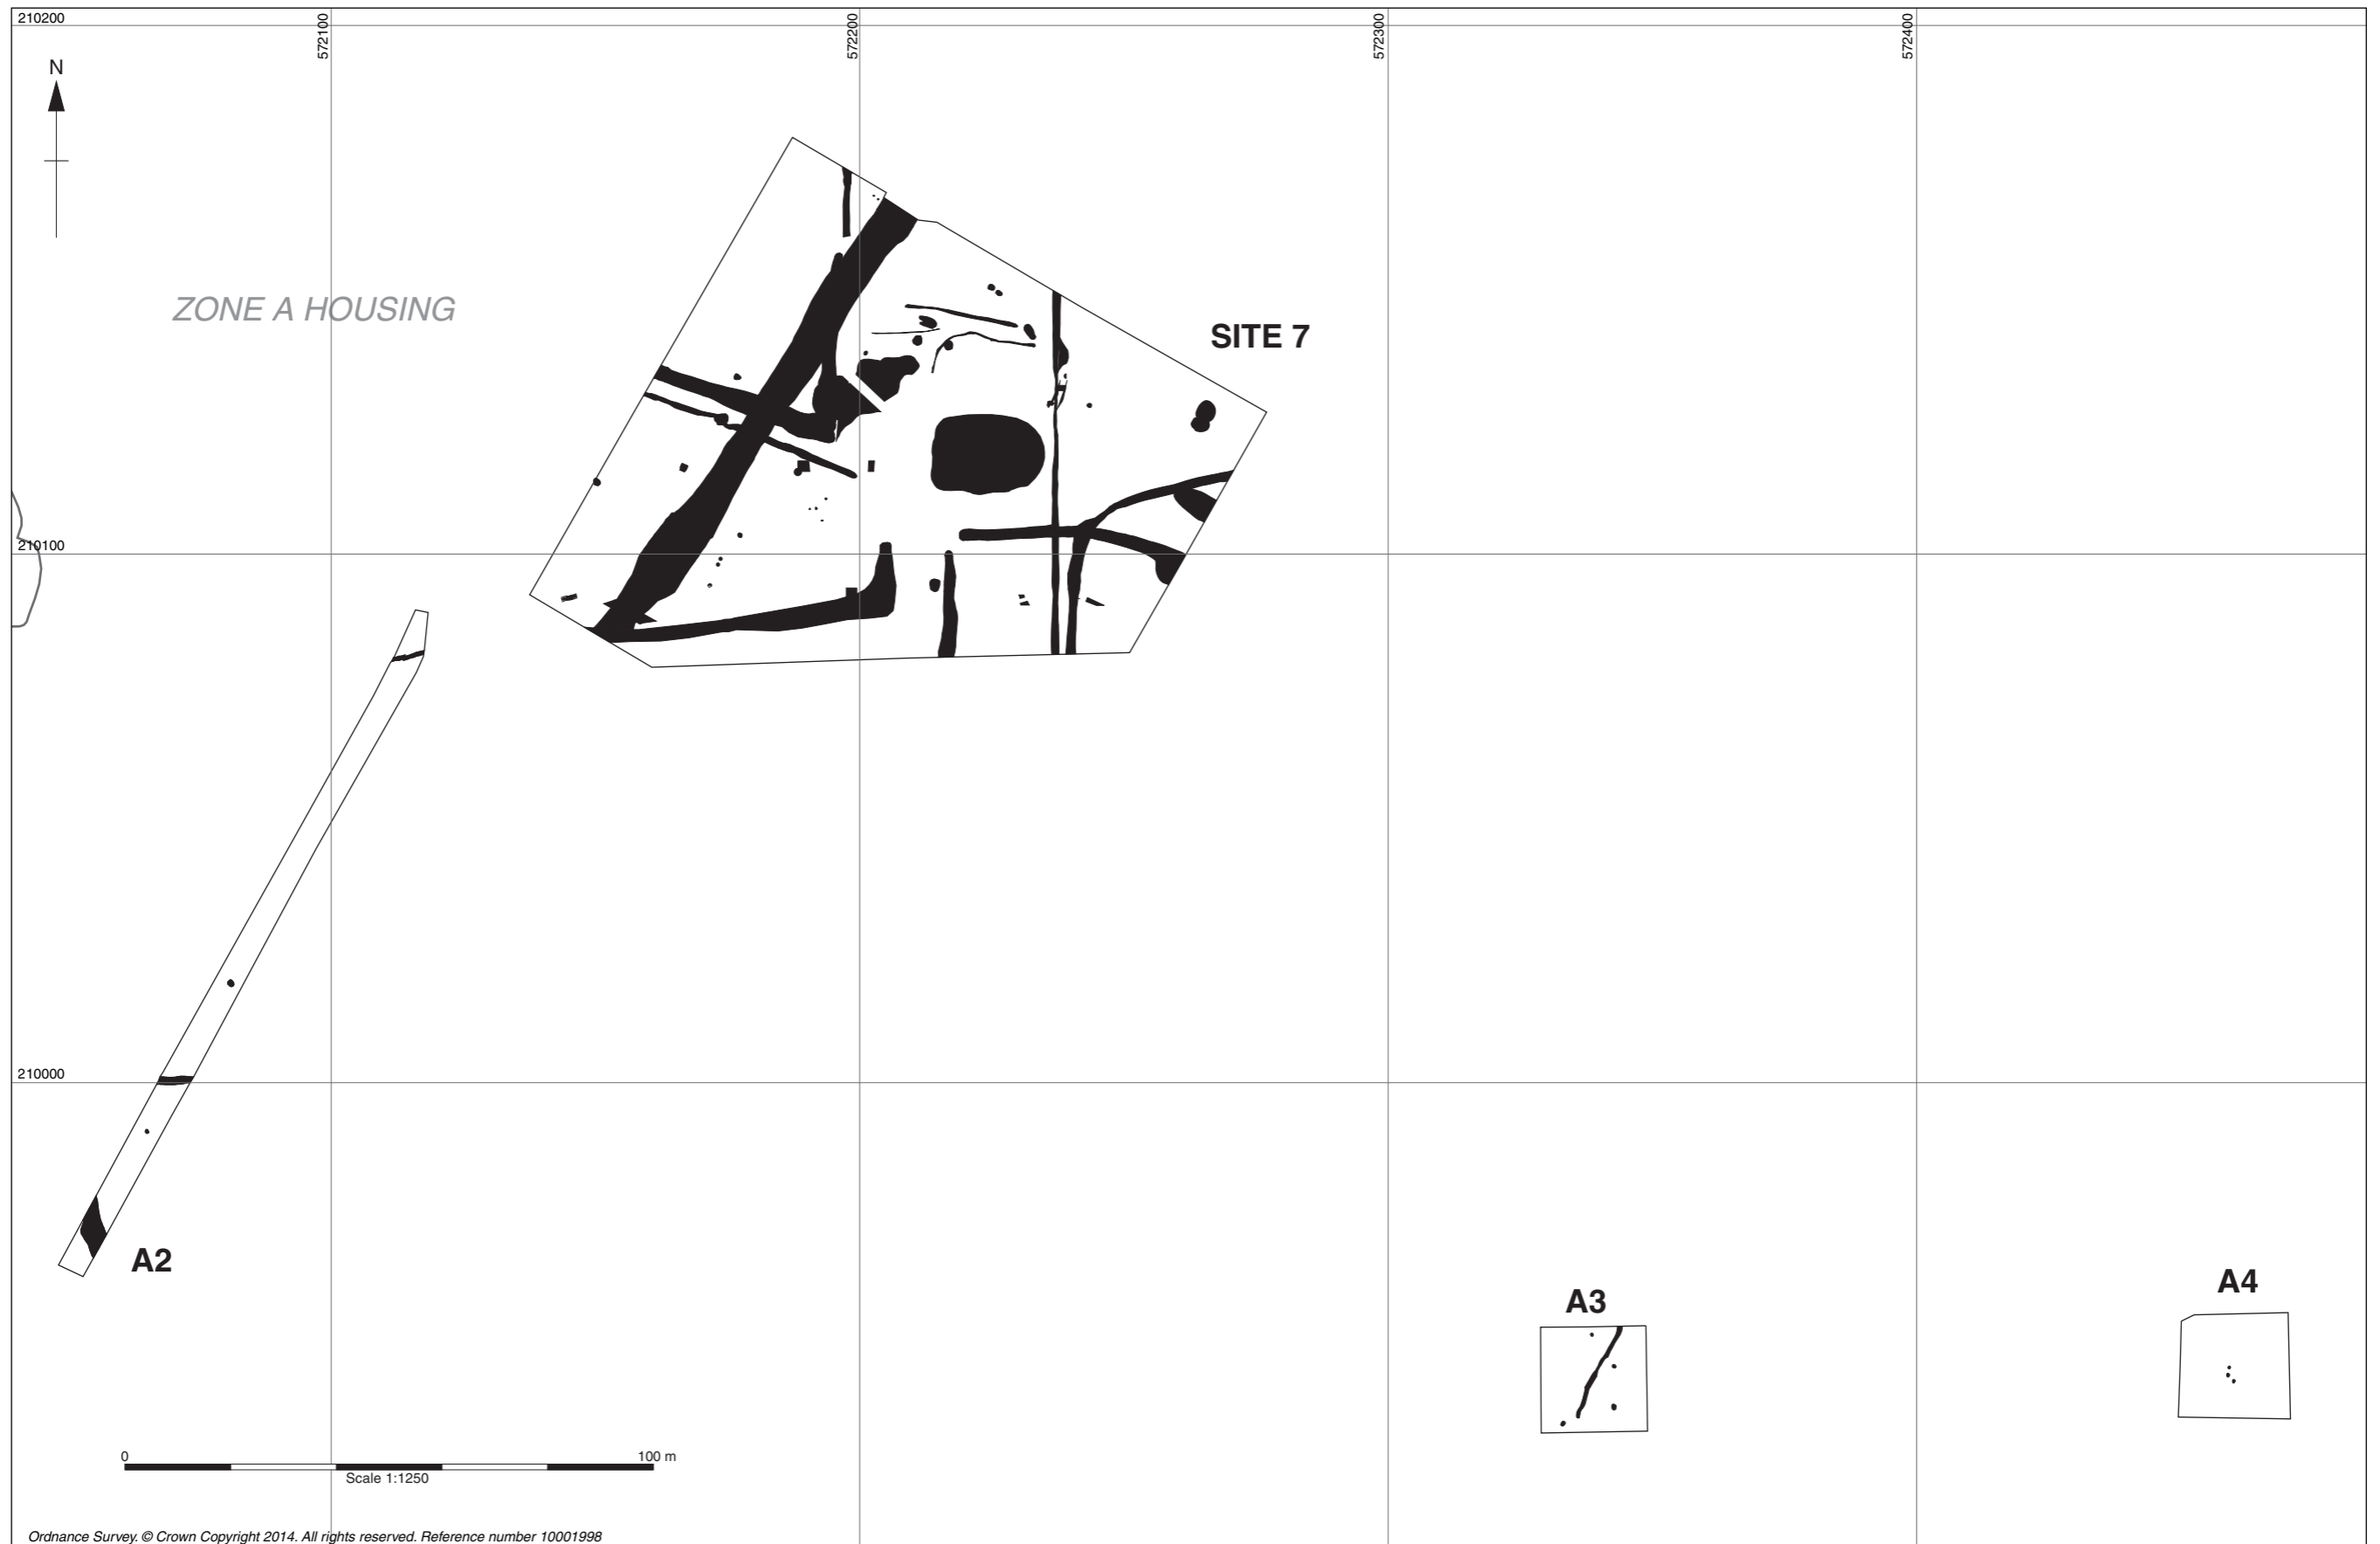 210200
572100
572200
572300
572400
N
ZONE A HOUSING
SITE 7
210100
210000
A2
A3
A4
0
100 m
Scale 1:1250
Ordnance Survey. © Crown Copyright 2014. All rights reserved. Reference number 10001998